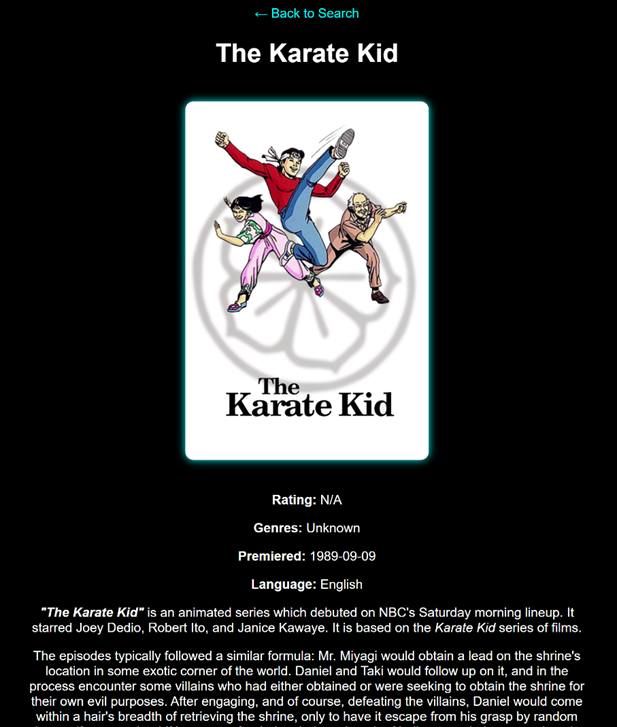 ← Back to Search
The Karate Kid
The
Karate Kid
Rating: N/A
Genres: Unknown
Premiered: 1989-09-09
Language: English
"The Karate Kid" is an animated series which debuted on NBC's Saturday morning lineup. It
starred Joey Dedio, Robert Ito, and Janice Kawaye. It is based on the Karate Kid series of films.
The episodes typically followed a similar formula: Mr. Miyagi would obtain a lead on the shrine's
location in some exotic corner of the world. Daniel and Taki would follow up on it, and in the
process encounter some villains who had either obtained or were seeking to obtain the shrine for
their own evil purposes. After engaging, and of course, defeating the villains, Daniel would come
within a hair's breadth of retrieving the shrine, only to have it escape from his grasp by random